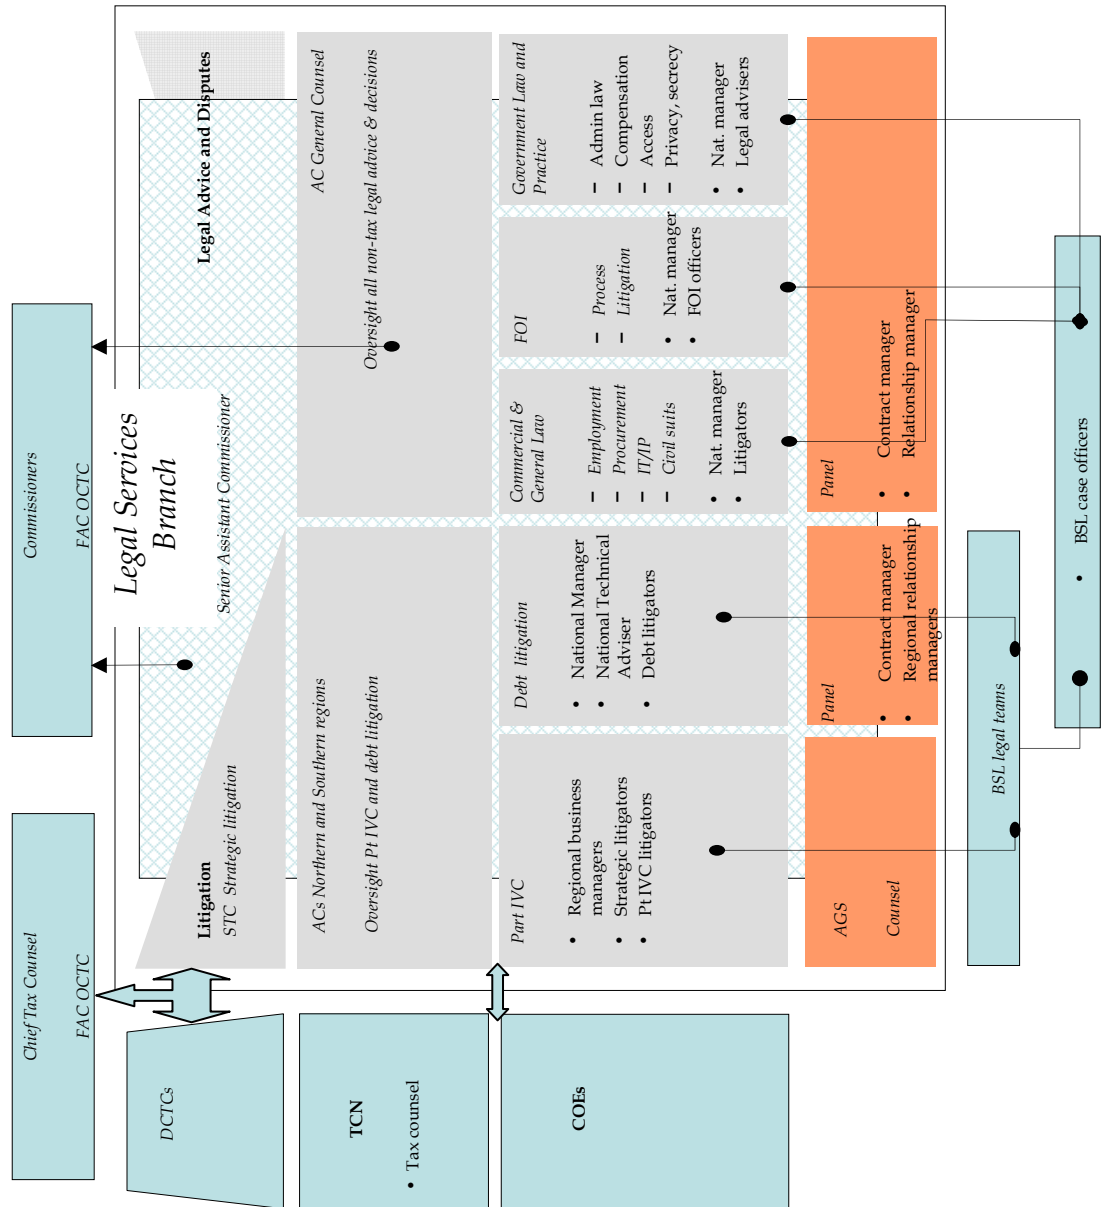 Chief Tax Counsel
FAC OCTC
Commissioners
FAC OCTC
Legal Services
Branch
Senior Assistant Commissioner
DCTCs
Litigation
STC Strategic litigation
Legal Advice and Disputes
TCN
• Tax counsel
ACs Northern and Southern regions
Oversight Pt IVC and debt litigation
AC General Counsel
Oversight all non-tax legal advice & decisions
COEs
Part IVC
• Regional business
managers
• Strategic litigators
• Pt IVC litigators
Debt litigation
• National Manager
• National Technical
Adviser
• Debt litigators
Commercial &
General Law
– Employment
– Procurement
– IT/IP
– Civil suits
• Nat. manager
• Litigators
FOI
– Process
– Litigation
• Nat. manager
• FOI officers
Government Law and
Practice
– Admin law
– Compensation
– Access
– Privacy, secrecy
• Nat. manager
• Legal advisers
AGS
Counsel
Panel
• Contract manager
• Regional relationship
managers
Panel
• Contract manager
• Relationship manager
BSL legal teams
• BSL case officers